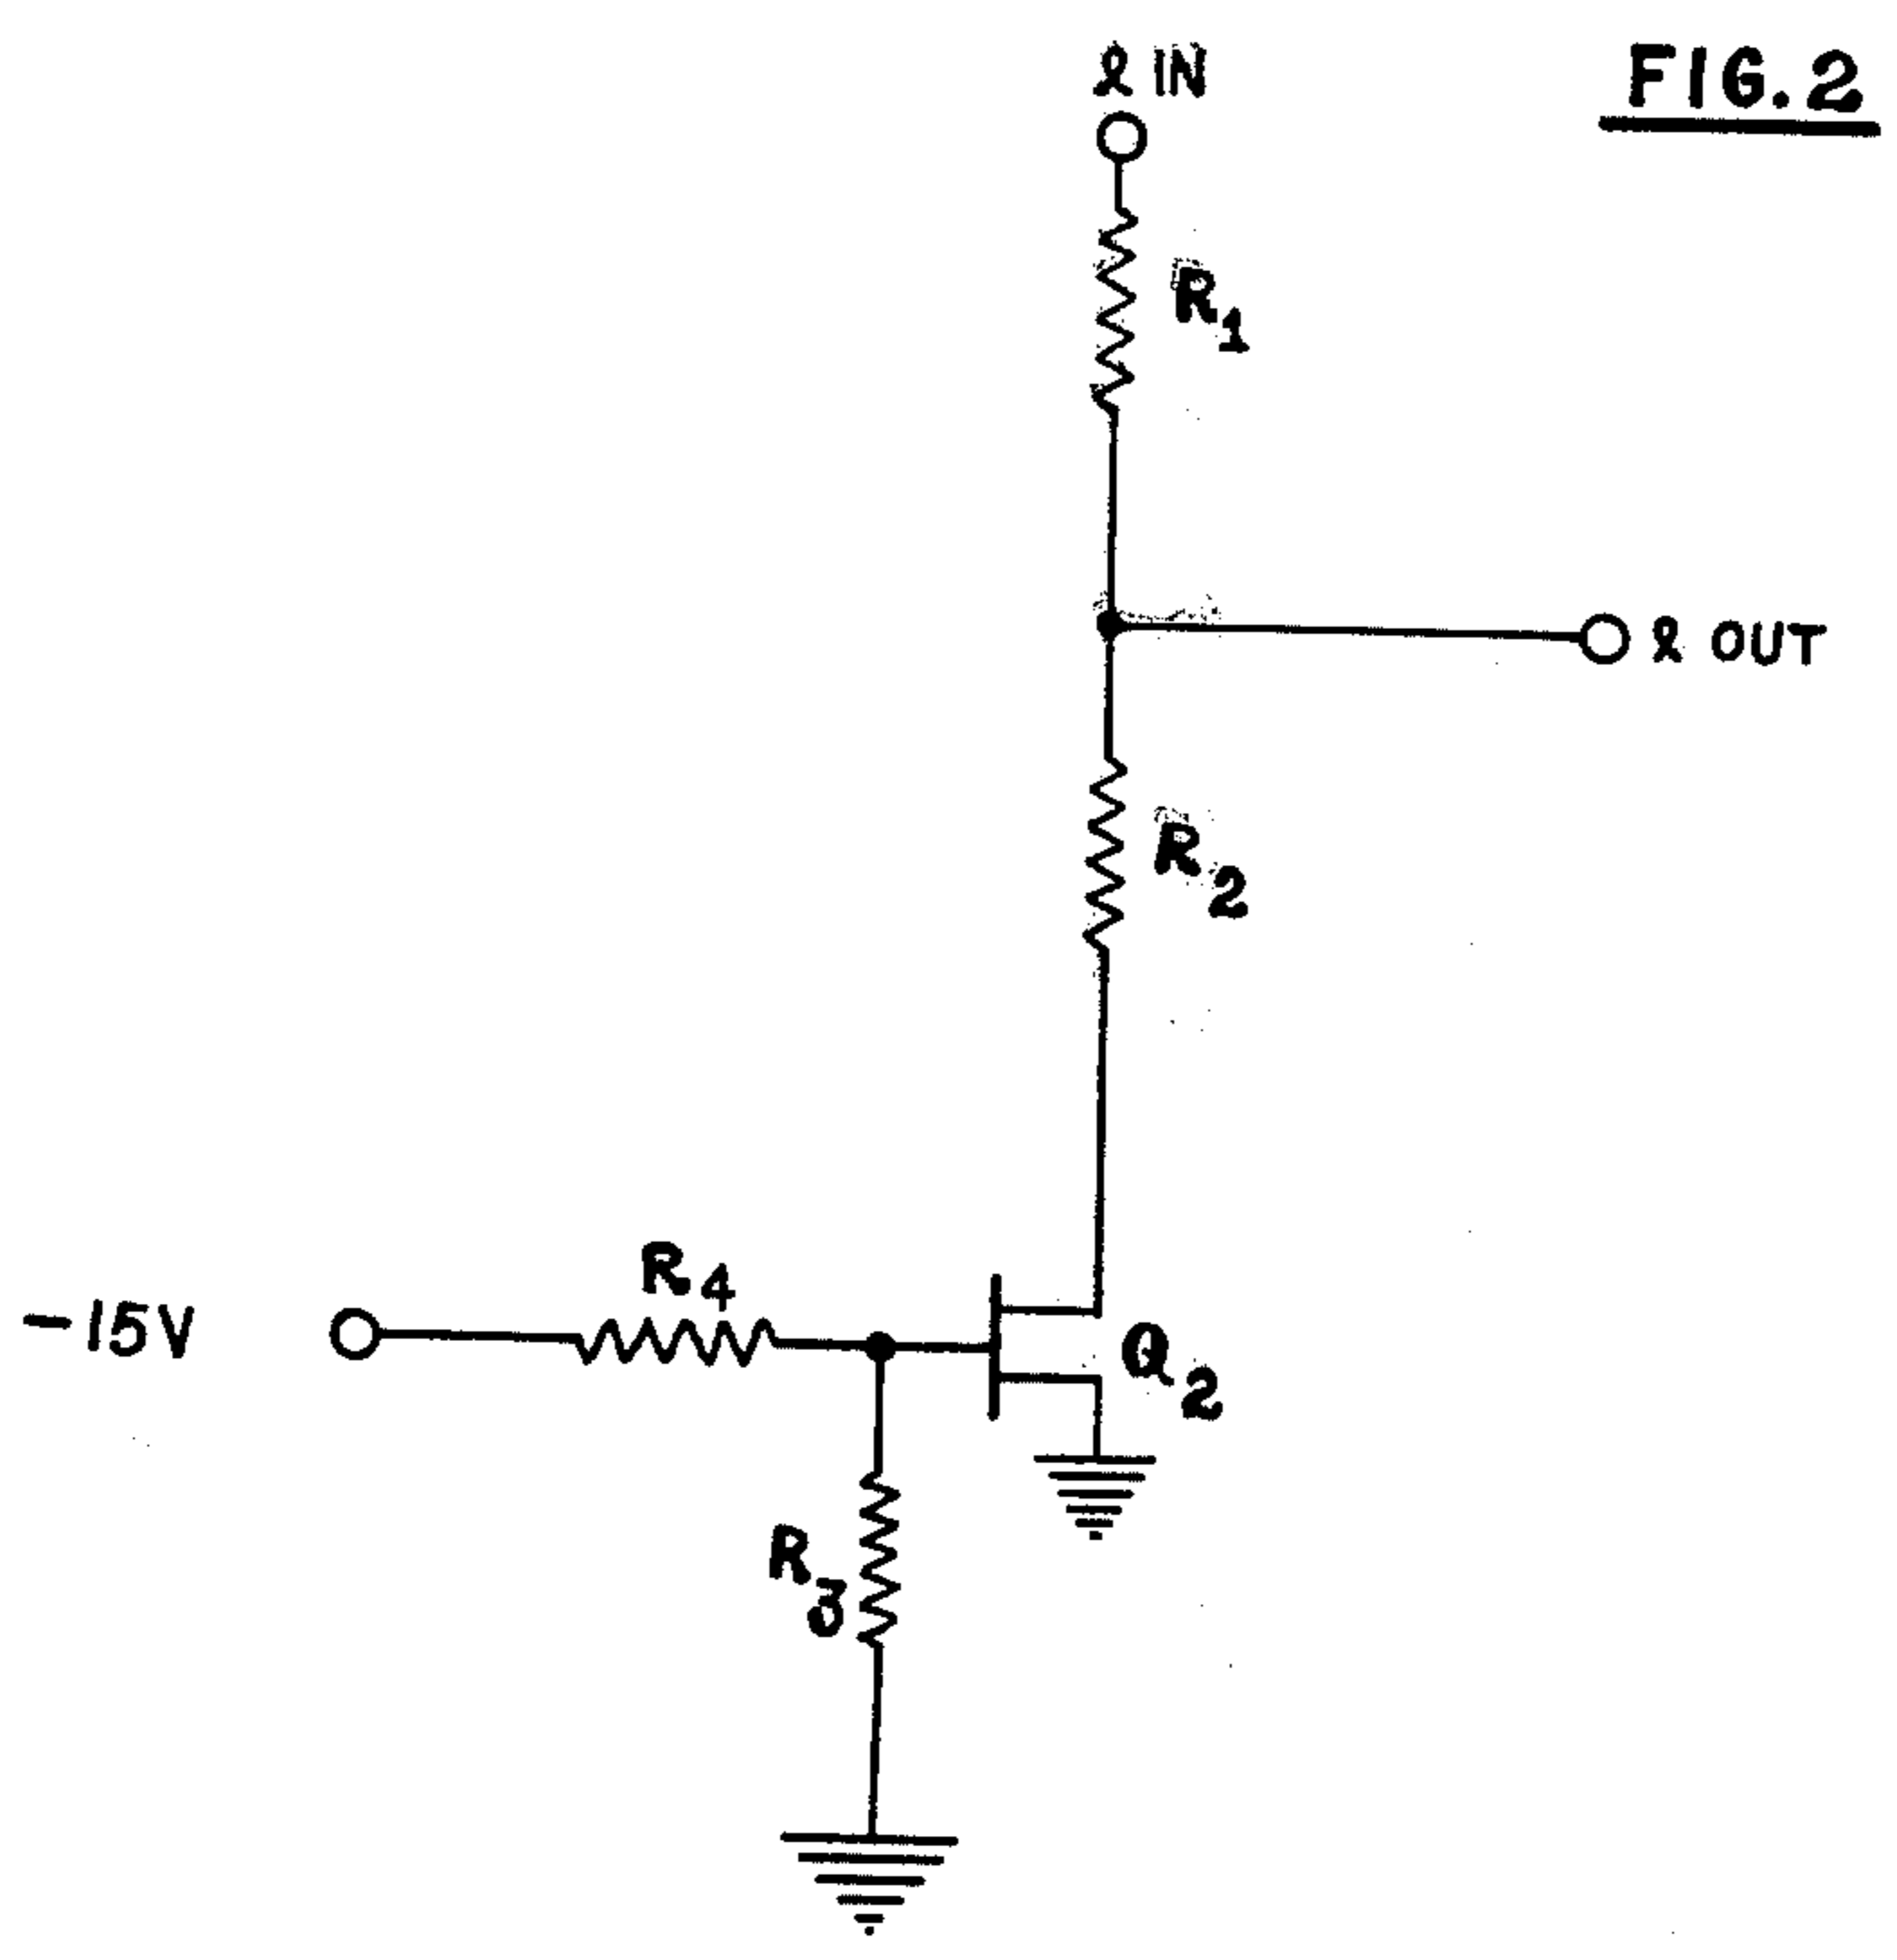 ℓ IN
FIG. 2
R1
ℓ OUT
R2
R4
-15V
Q2
R3